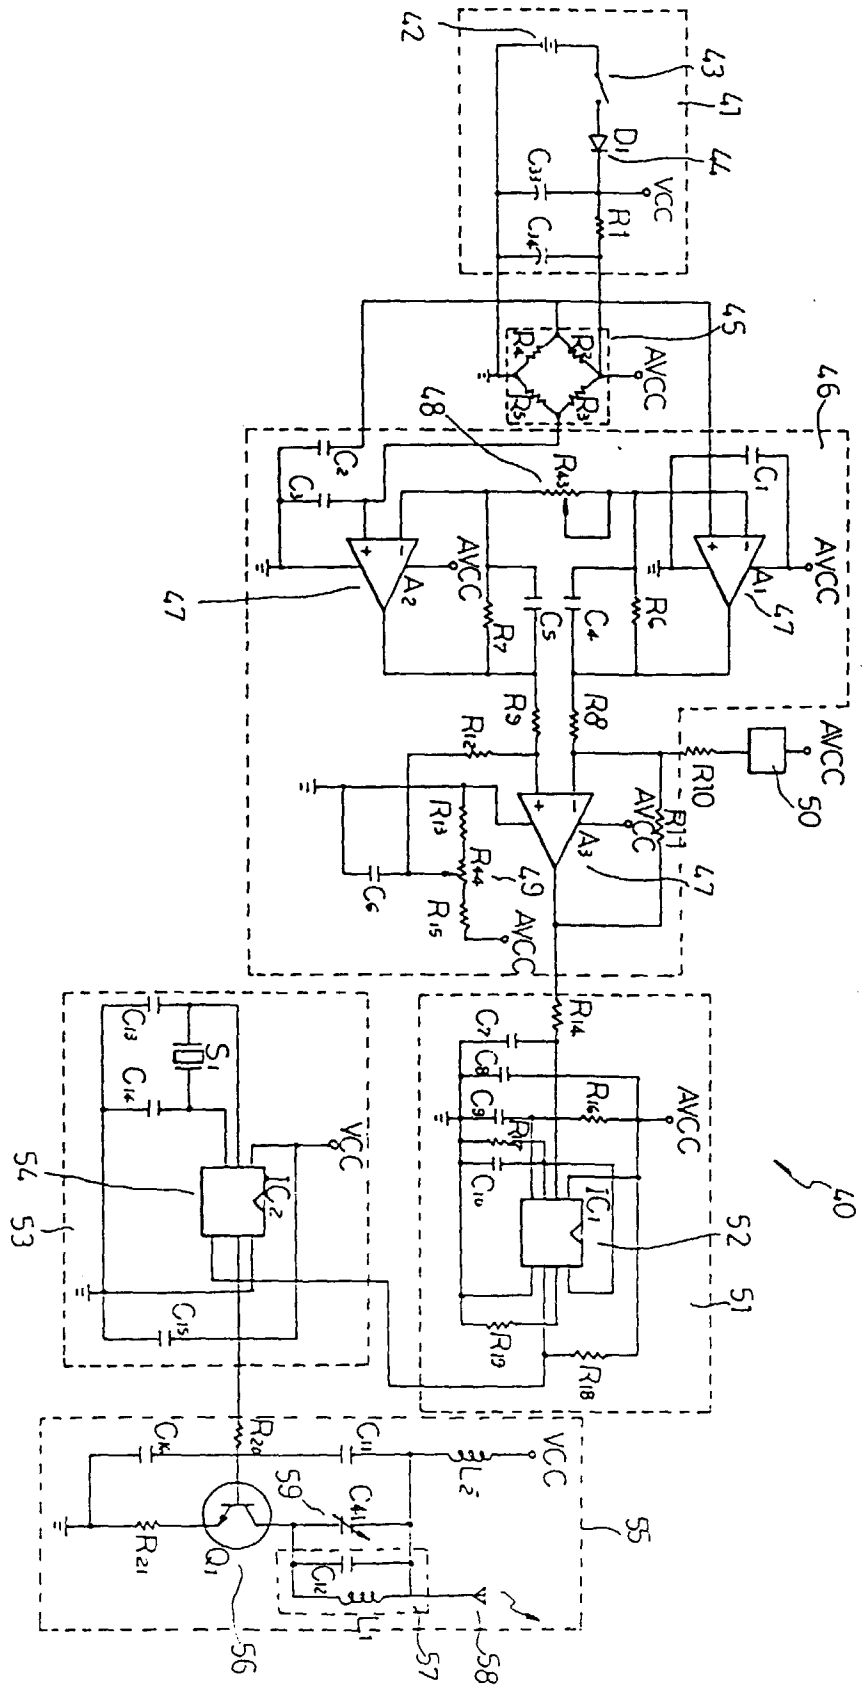 42
43
41
D1
44
C33
C34
VCC
R1
45
R4
R2
R5
R3
AVCC
46
48
C2
C3
R43
C1
AVCC
A1
47
AVCC
A2
47
C5
C4
R6
R7
R9
R8
R12
R10
AVCC
50
R11
AVCC
A3
47
R13
R44
49
C6
R15
AVCC
40
R14
C7
C8
C9
R16
R17
C10
AVCC
IC1
52
51
R19
R18
C13
S1
C14
VCC
54
IC2
53
C15
R20
C11
L2
VCC
59
C41
55
R21
Q1
C12
L1
56
57
58